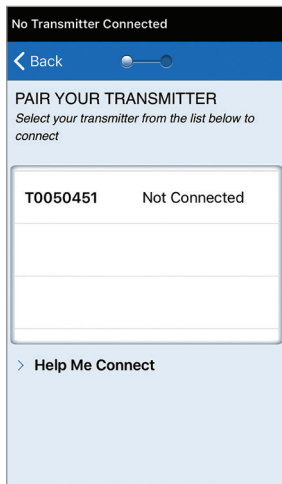 No Transmitter Connected
Back
PAIR YOUR TRANSMITTER
Select your transmitter from the list below to
connect
T0050451 Not Connected
Help Me Connect